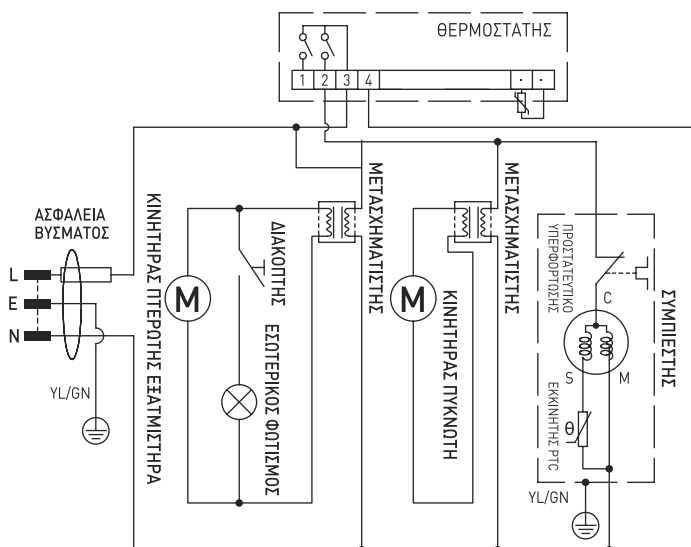 ΘΕΡΜΟΣΤΑΤΗΣ
1 2 3 4
ΑΣΦΑΛΕΙΑ
ΒΥΣΜΑΤΟΣ
L
E
N
YL/GN
ΚΙΝΗΤΗΡΑΣ ΠΤΕΡΩΤΗΣ ΕΞΑΤΜΙΣΤΗΡΑ
M
ΔΙΑΚΟΠΤΗΣ
ΕΣΩΤΕΡΙΚΟΣ ΦΩΤΙΣΜΟΣ
ΜΕΤΑΣΧΗΜΑΤΙΣΤΗΣ
M
ΚΙΝΗΤΗΡΑΣ ΠΥΚΝΩΤΗ
ΜΕΤΑΣΧΗΜΑΤΙΣΤΗΣ
ΠΡΟΣΤΑΤΕΥΤΙΚΟ
ΥΠΕΡΦΟΡΤΩΣΗΣ
C
S
M
ΕΚΚΙΝΗΤΗΣ PTC
θ
ΣΥΜΠΙΕΣΤΗΣ
YL/GN